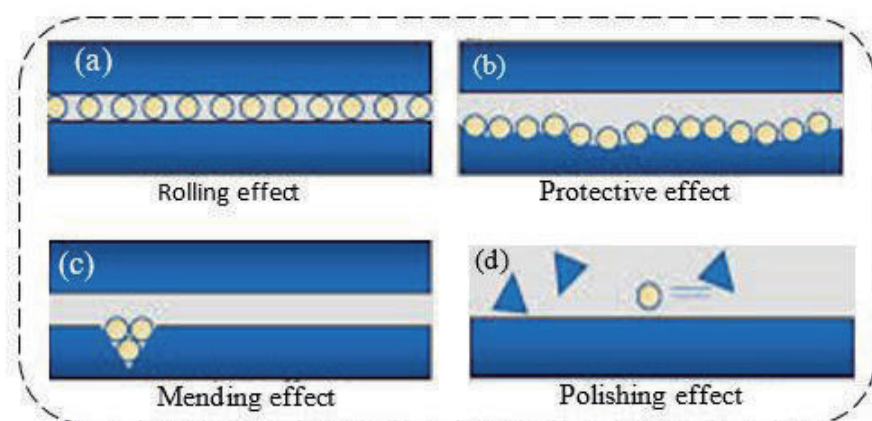 (a)
(b)
Rolling effect
Protective effect
(c)
(d)
Mending effect
Polishing effect